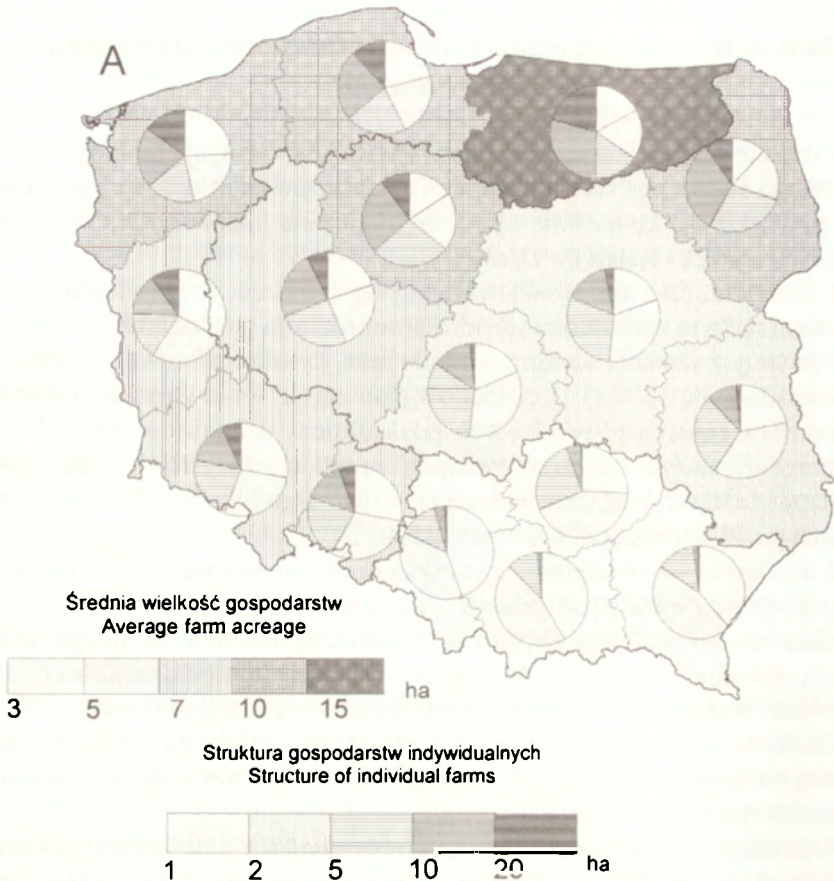 A
Średnia wielkość gospodarstw
Average farm acreage
3 5 7 10 15 ha
Struktura gospodarstw indywidualnych
Structure of individual farms
1 2 5 10 20 ha